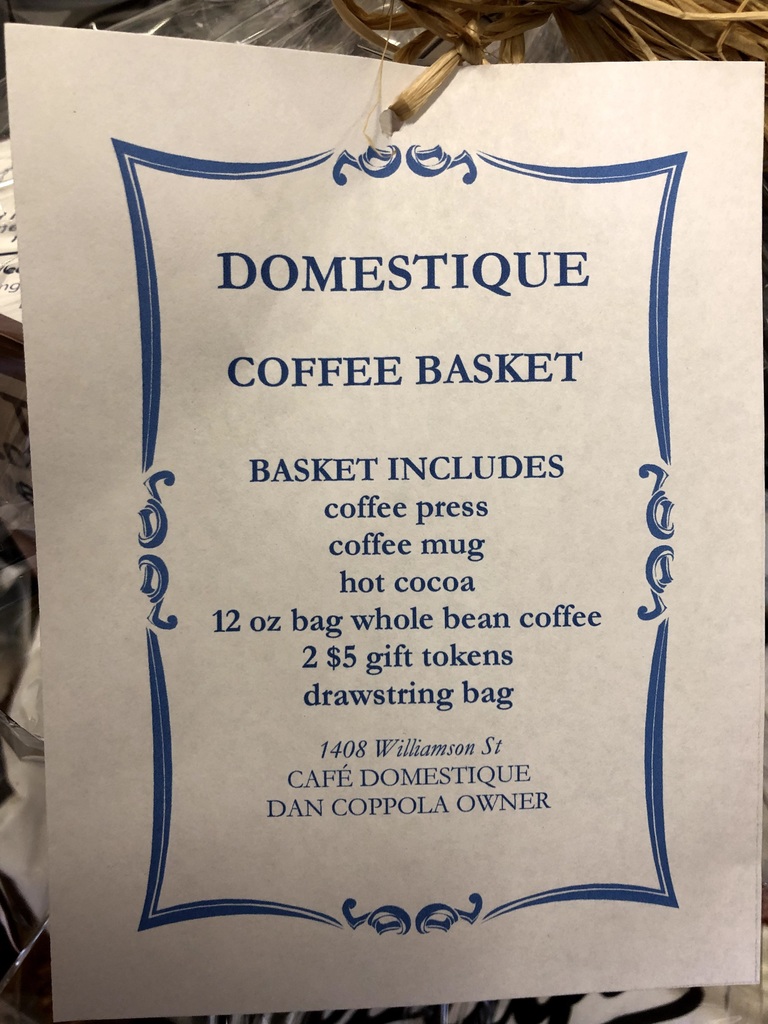 DOMESTIQUE
COFFEE BASKET
BASKET INCLUDES
coffee press
coffee mug
hot cocoa
12 oz bag whole bean coffee
2 $5 gift tokens
drawstring bag
1408 Williamson St
CAFÉ DOMESTIQUE
DAN COPPOLA OWNER